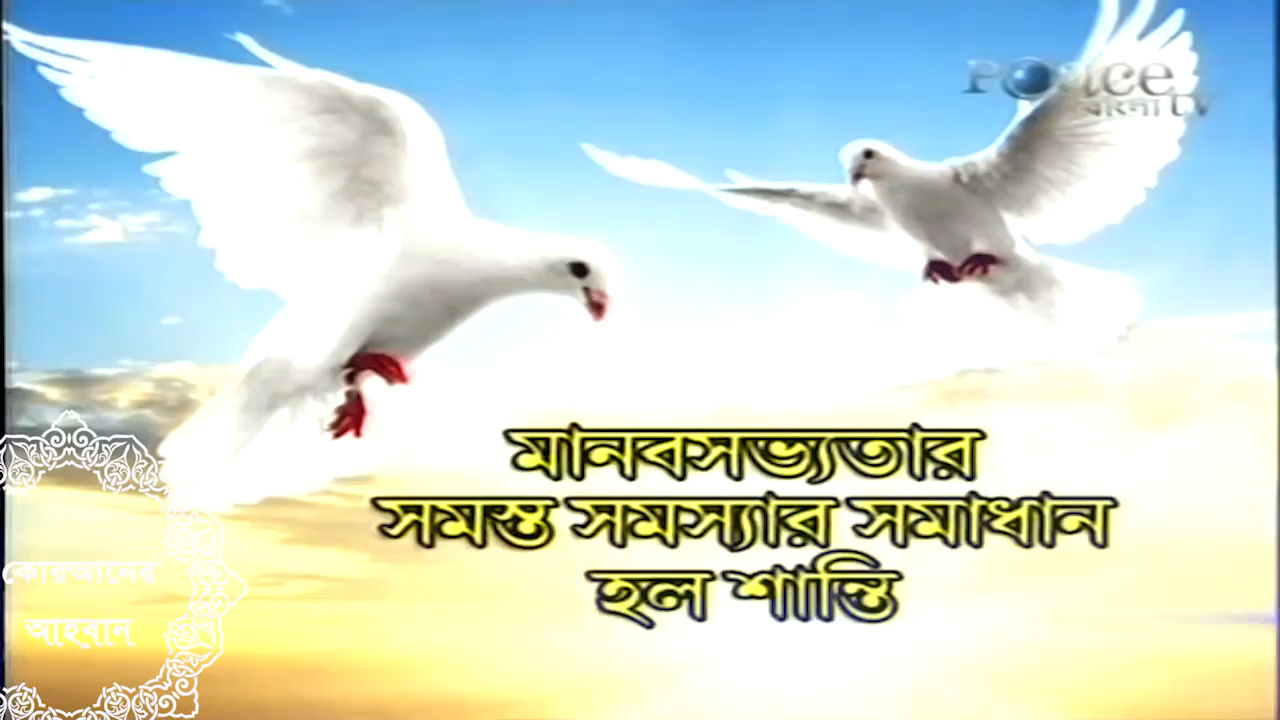 Peace
বাংলা tv
মানবসভ্যতার
সমস্ত সমস্যার সমাধান
হল শান্তি
কোরআনের
আহবান